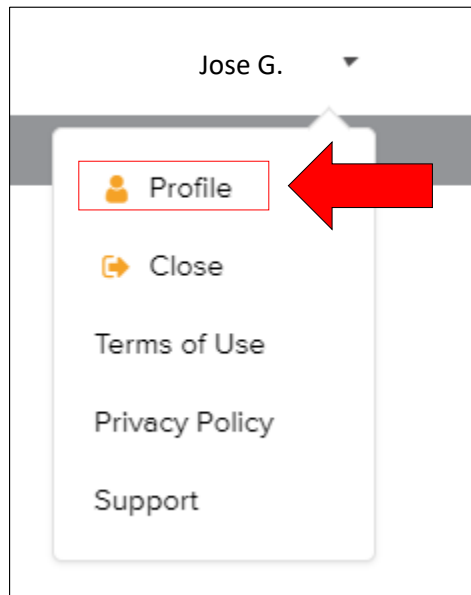 Jose G.
Profile
Close
Terms of Use
Privacy Policy
Support